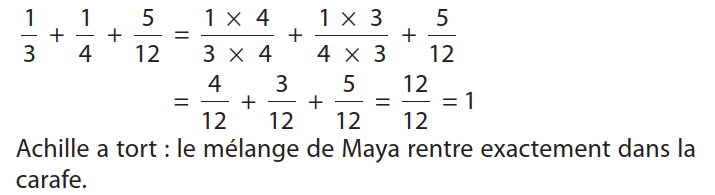 1/3 + 1/4 + 5/12 = (1 × 4)/(3 × 4) + (1 × 3)/(4 × 3) + 5/12
= 4/12 + 3/12 + 5/12 = 12/12 = 1
Achille a tort : le mélange de Maya rentre exactement dans la
carafe.